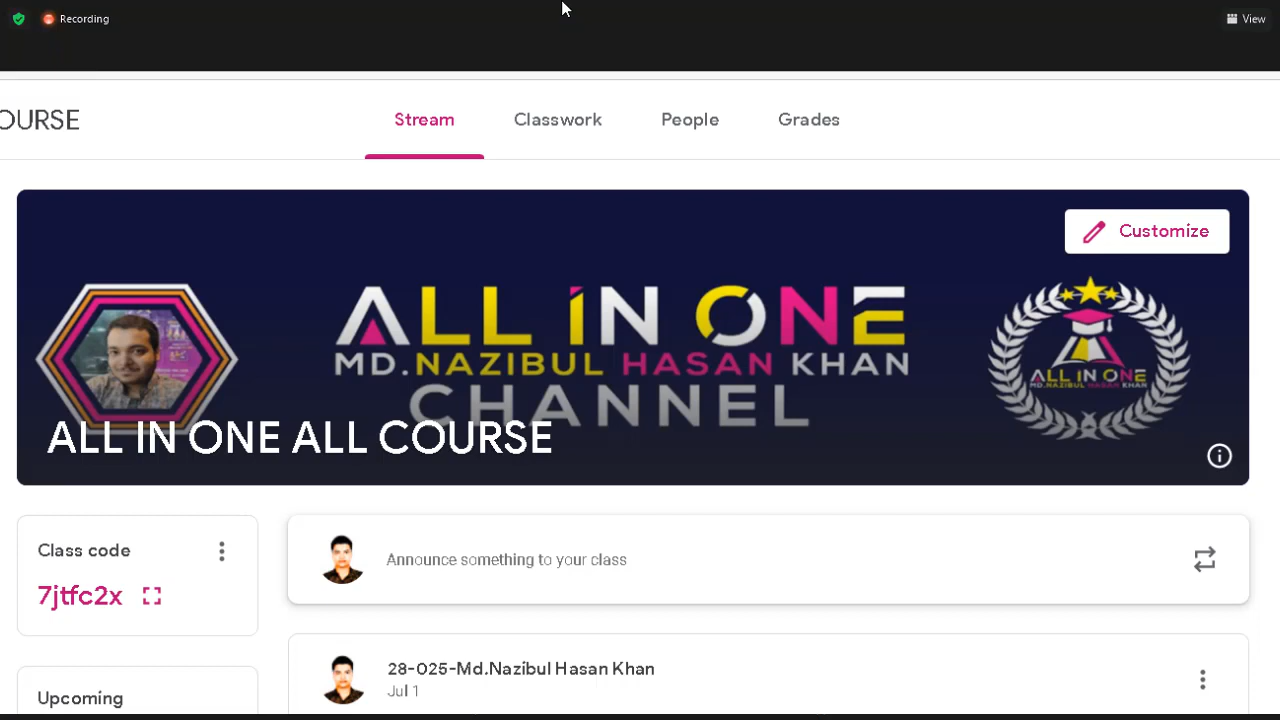 Recording
View
OURSE
Stream
Classwork
People
Grades
Customize
ALL IN ONE
MD.NAZIBUL HASAN KHAN
CHANNEL
ALL IN ONE
MD.NAZIBUL HASAN KHAN
ALL IN ONE ALL COURSE
Class code
7jtfc2x
Announce something to your class
28-025-Md.Nazibul Hasan Khan
Jul 1
Upcoming